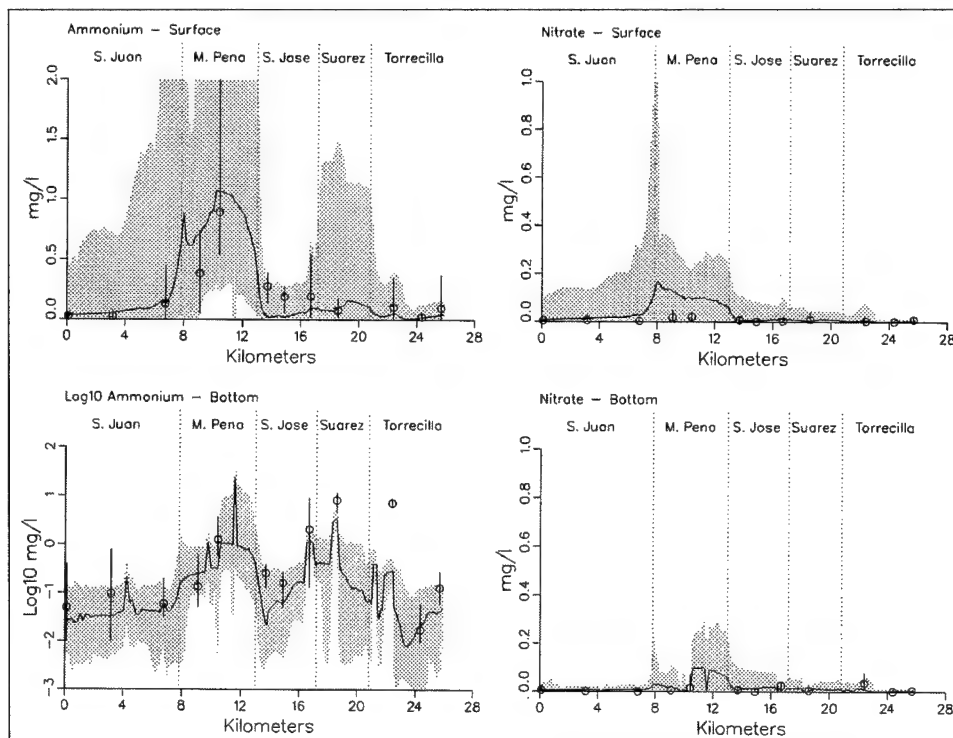 Ammonium – Surface
S. Juan M. Pena S. Jose Suarez Torrecilla
2.0
1.5
1.0
0.5
0.0
mg/l
0 4 8 12 16 20 24 28
Kilometers
Nitrate – Surface
S. Juan M. Pena S. Jose Suarez Torrecilla
1.0
0.8
0.6
0.4
0.2
0.0
mg/l
0 4 8 12 16 20 24 28
Kilometers
Log10 Ammonium – Bottom
S. Juan M. Pena S. Jose Suarez Torrecilla
2
1
0
–1
–2
–3
Log10 mg/l
0 4 8 12 16 20 24 28
Kilometers
Nitrate – Bottom
S. Juan M. Pena S. Jose Suarez Torrecilla
1.0
0.8
0.6
0.4
0.2
0.0
mg/l
0 4 8 12 16 20 24 28
Kilometers